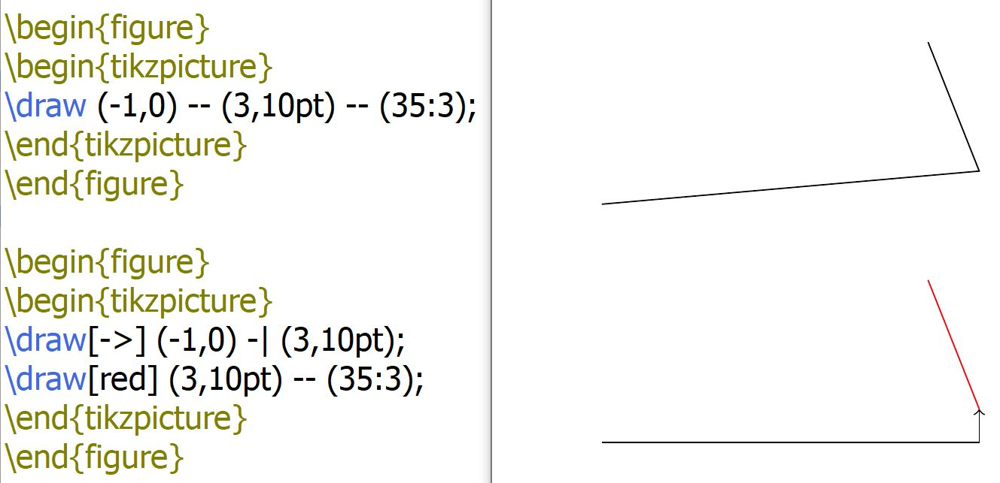 \begin{figure}
\begin{tikzpicture}
\draw (-1,0) -- (3,10pt) -- (35:3);
\end{tikzpicture}
\end{figure}
\begin{figure}
\begin{tikzpicture}
\draw[->] (-1,0) -| (3,10pt);
\draw[red] (3,10pt) -- (35:3);
\end{tikzpicture}
\end{figure}